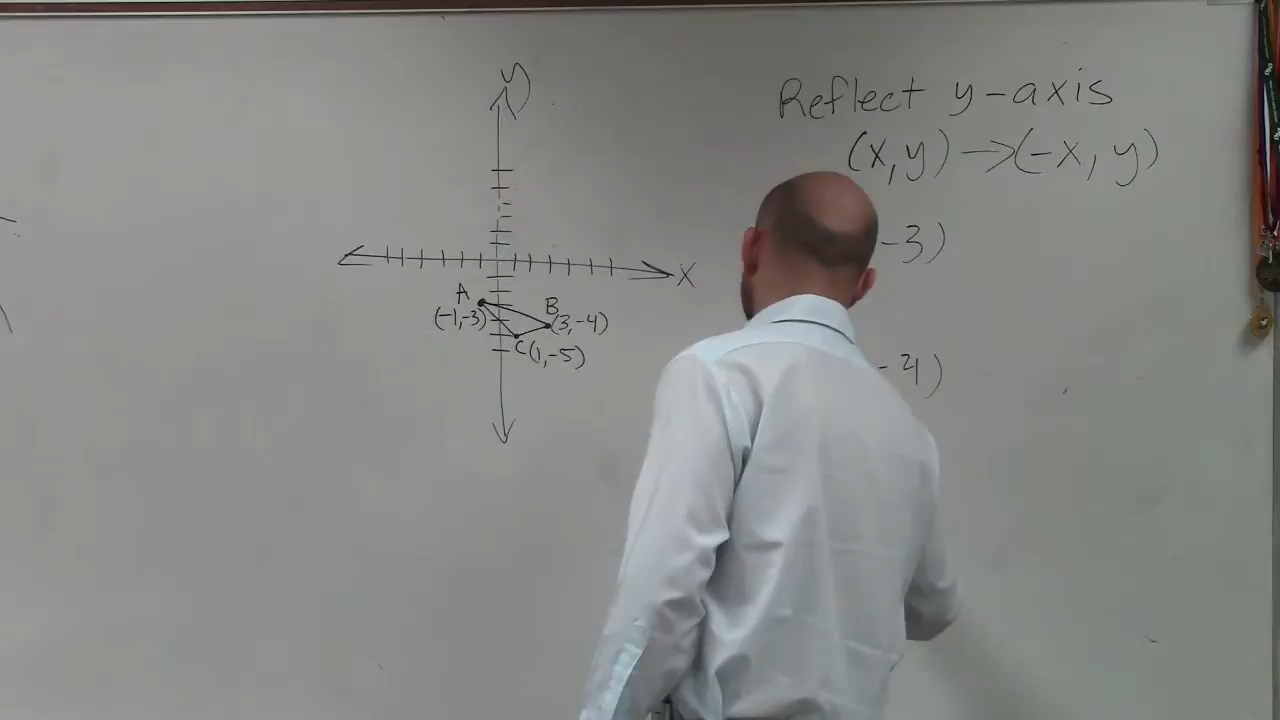 y
Reflect y-axis
(x,y)→(-x, y)
-3)
x
A
B
(-1,-3)
(3,-4)
C(1,-5)
-4)